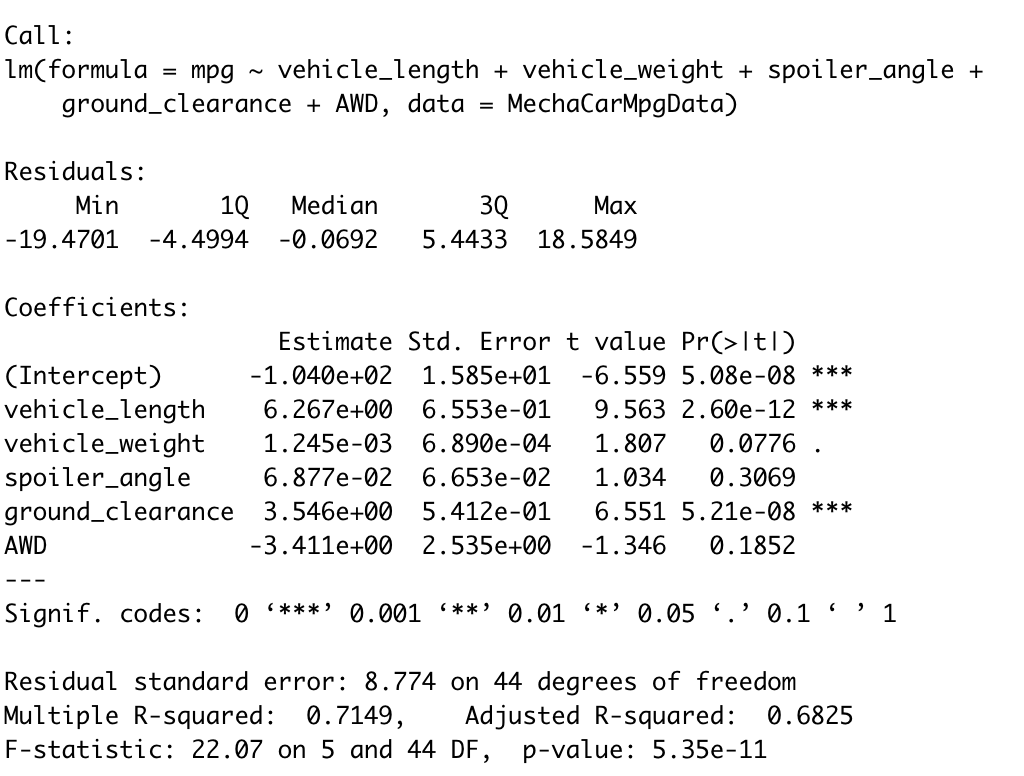 Call:
lm(formula = mpg ~ vehicle_length + vehicle_weight + spoiler_angle +
    ground_clearance + AWD, data = MechaCarMpgData)

Residuals:
     Min       1Q   Median       3Q      Max
-19.4701  -4.4994  -0.0692   5.4433  18.5849

Coefficients:
                   Estimate Std. Error t value Pr(>|t|)
(Intercept)      -1.040e+02  1.585e+01  -6.559 5.08e-08 ***
vehicle_length    6.267e+00  6.553e-01   9.563 2.60e-12 ***
vehicle_weight    1.245e-03  6.890e-04   1.807   0.0776 .
spoiler_angle     6.877e-02  6.653e-02   1.034   0.3069
ground_clearance  3.546e+00  5.412e-01   6.551 5.21e-08 ***
AWD              -3.411e+00  2.535e+00  -1.346   0.1852
---
Signif. codes:  0 ‘***’ 0.001 ‘**’ 0.01 ‘*’ 0.05 ‘.’ 0.1 ‘ ’ 1

Residual standard error: 8.774 on 44 degrees of freedom
Multiple R-squared:  0.7149,    Adjusted R-squared:  0.6825
F-statistic: 22.07 on 5 and 44 DF,  p-value: 5.35e-11